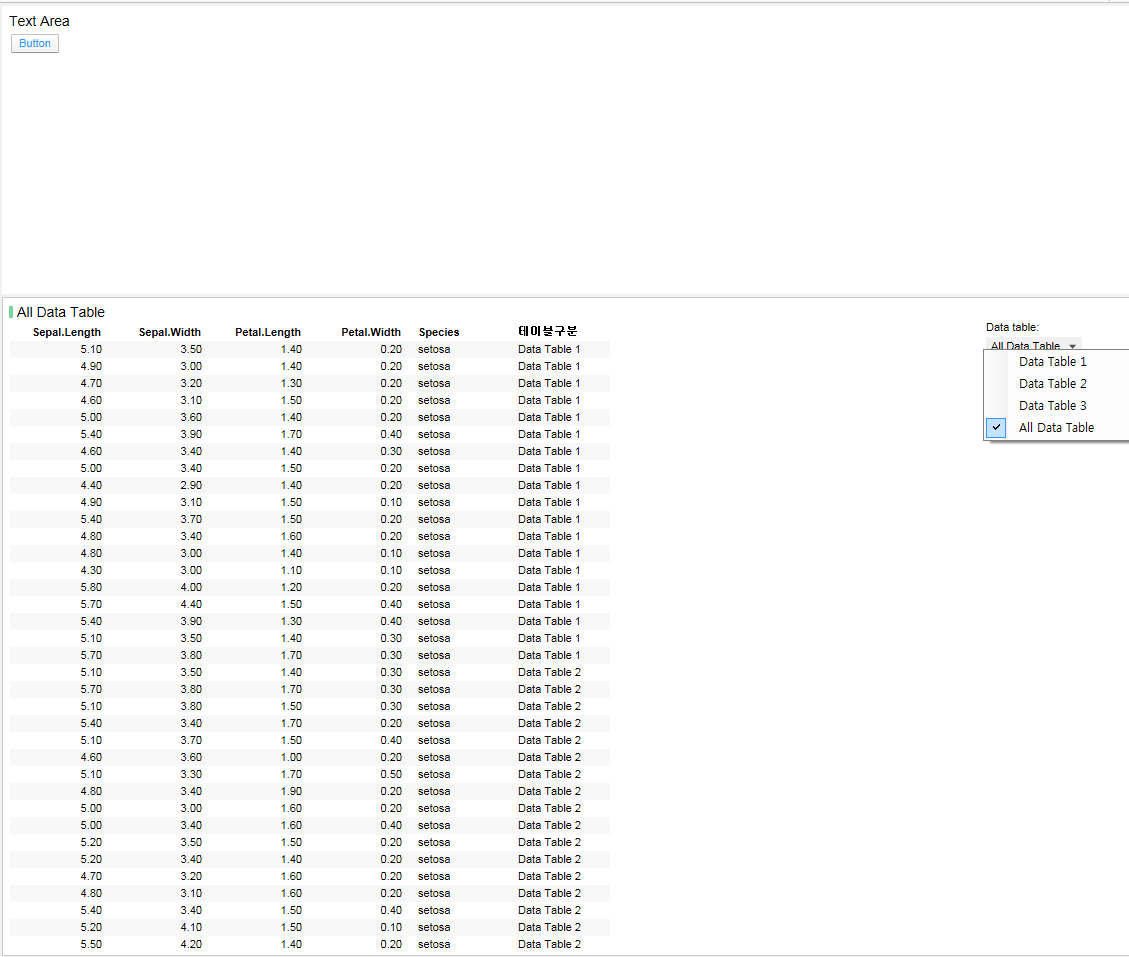 Text Area
Button
All Data Table
Sepal.Length Sepal.Width Petal.Length Petal.Width Species 테이블구분
5.10 3.50 1.40 0.20 setosa Data Table 1
4.90 3.00 1.40 0.20 setosa Data Table 1
4.70 3.20 1.30 0.20 setosa Data Table 1
4.60 3.10 1.50 0.20 setosa Data Table 1
5.00 3.60 1.40 0.20 setosa Data Table 1
5.40 3.90 1.70 0.40 setosa Data Table 1
4.60 3.40 1.40 0.30 setosa Data Table 1
5.00 3.40 1.50 0.20 setosa Data Table 1
4.40 2.90 1.40 0.20 setosa Data Table 1
4.90 3.10 1.50 0.10 setosa Data Table 1
5.40 3.70 1.50 0.20 setosa Data Table 1
4.80 3.40 1.60 0.20 setosa Data Table 1
4.80 3.00 1.40 0.10 setosa Data Table 1
4.30 3.00 1.10 0.10 setosa Data Table 1
5.80 4.00 1.20 0.20 setosa Data Table 1
5.70 4.40 1.50 0.40 setosa Data Table 1
5.40 3.90 1.30 0.40 setosa Data Table 1
5.10 3.50 1.40 0.30 setosa Data Table 1
5.70 3.80 1.70 0.30 setosa Data Table 1
5.10 3.50 1.40 0.30 setosa Data Table 2
5.70 3.80 1.70 0.30 setosa Data Table 2
5.10 3.80 1.50 0.30 setosa Data Table 2
5.40 3.40 1.70 0.20 setosa Data Table 2
5.10 3.70 1.50 0.40 setosa Data Table 2
4.60 3.60 1.00 0.20 setosa Data Table 2
5.10 3.30 1.70 0.50 setosa Data Table 2
4.80 3.40 1.90 0.20 setosa Data Table 2
5.00 3.00 1.60 0.20 setosa Data Table 2
5.00 3.40 1.60 0.40 setosa Data Table 2
5.20 3.50 1.50 0.20 setosa Data Table 2
5.20 3.40 1.40 0.20 setosa Data Table 2
4.70 3.20 1.60 0.20 setosa Data Table 2
4.80 3.10 1.60 0.20 setosa Data Table 2
5.40 3.40 1.50 0.40 setosa Data Table 2
5.20 4.10 1.50 0.10 setosa Data Table 2
5.50 4.20 1.40 0.20 setosa Data Table 2
Data table:
All Data Table
Data Table 1
Data Table 2
Data Table 3
All Data Table